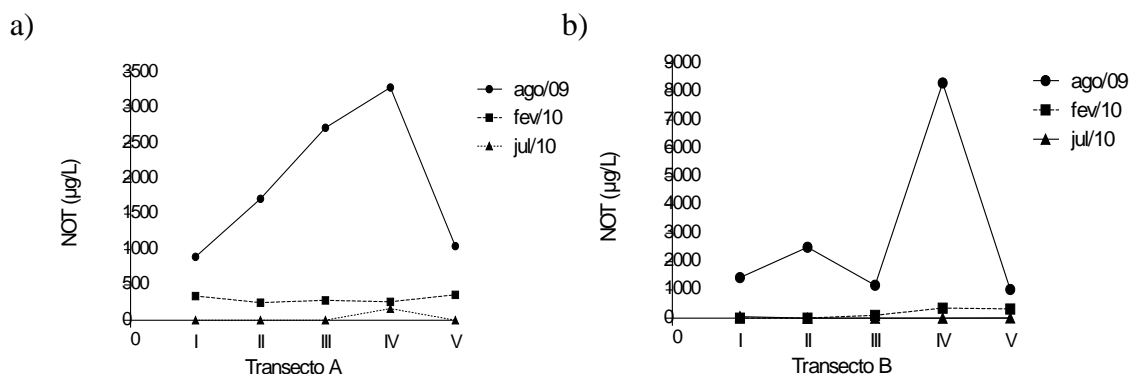 a)
3500
3000
2500
2000
1500
1000
500
0
0
NOT (µg/L)
I II III IV V
Transecto A
ago/09
fev/10
jul/10
b)
9000
8000
7000
6000
5000
4000
3000
2000
1000
0
0
NOT (µg/L)
I II III IV V
Transecto B
ago/09
fev/10
jul/10